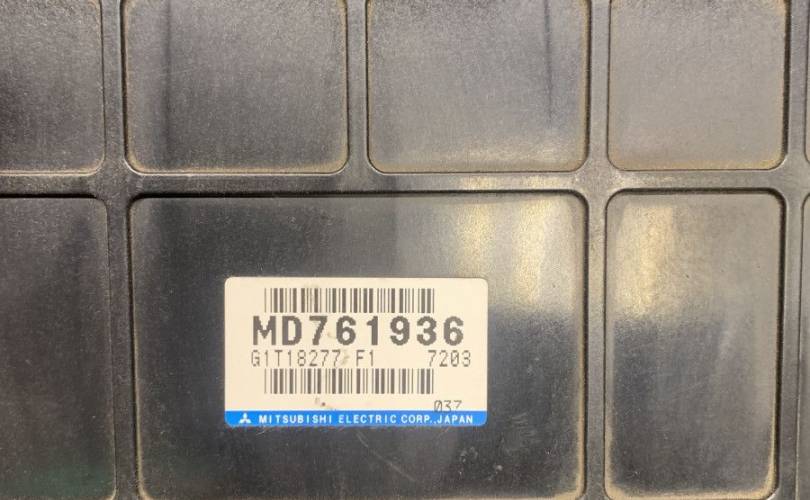 MD761936
G1T18277 F1 7203
037
MITSUBISHI ELECTRIC CORP., JAPAN